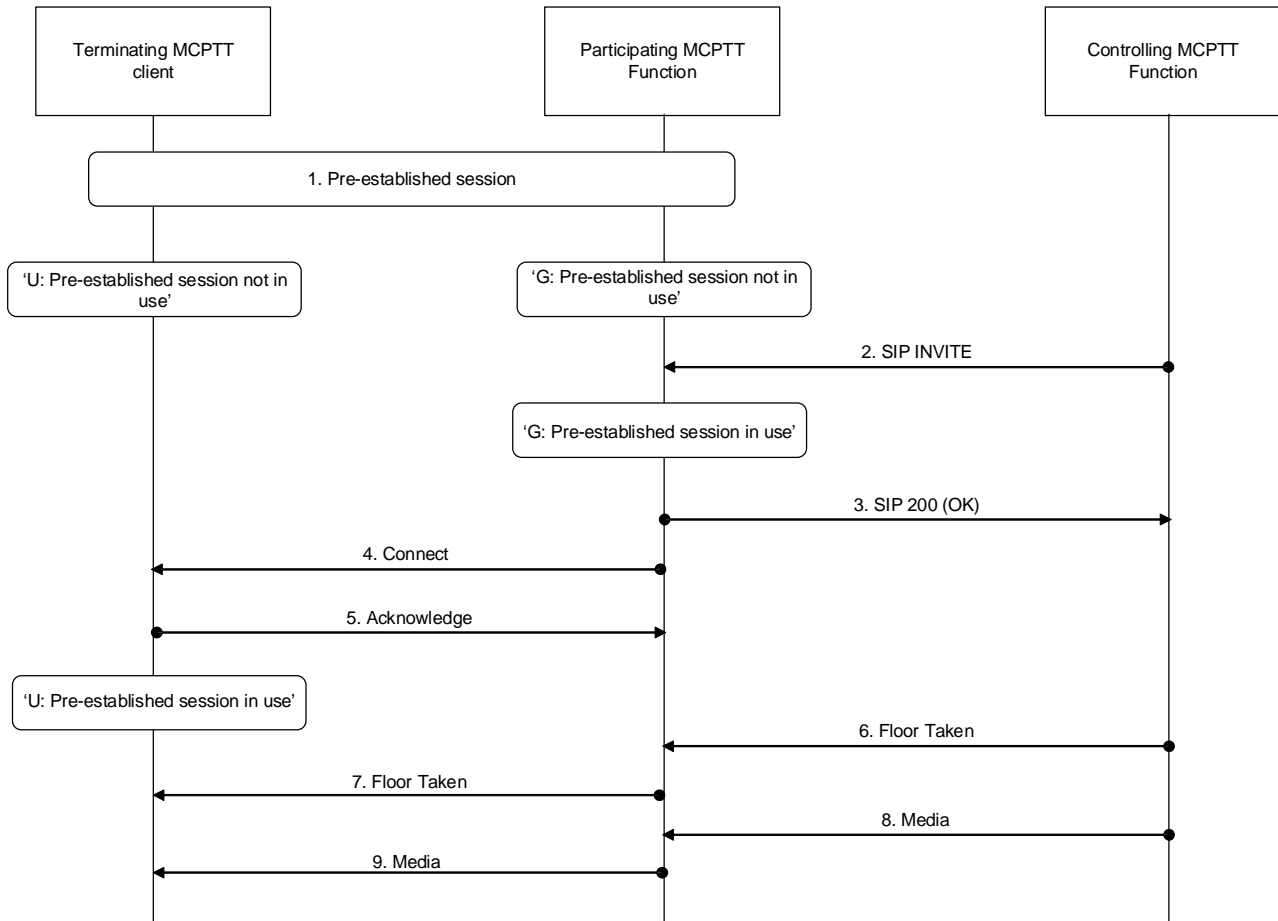 Terminating MCPTT
client
Participating MCPTT
Function
Controlling MCPTT
Function
1. Pre-established session
‘U: Pre-established session not in
use’
‘G: Pre-established session not in
use’
2. SIP INVITE
‘G: Pre-established session in use’
3. SIP 200 (OK)
4. Connect
5. Acknowledge
‘U: Pre-established session in use’
6. Floor Taken
7. Floor Taken
8. Media
9. Media